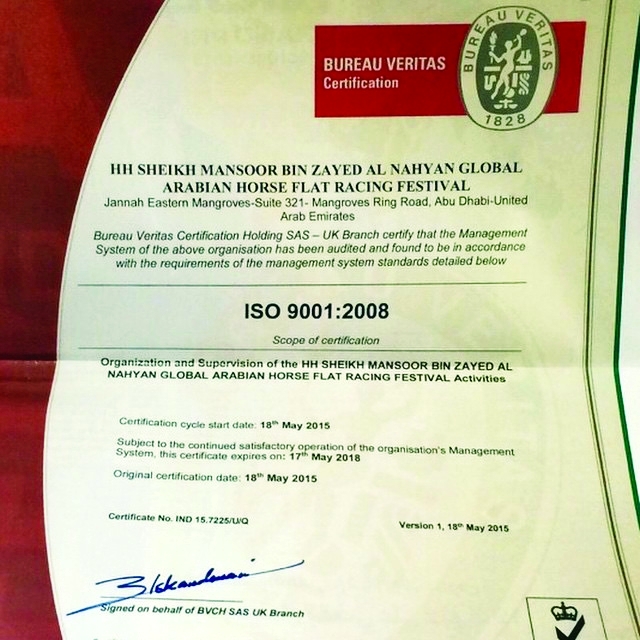 BUREAU VERITAS
Certification
BUREAU VERITAS
1828
HH SHEIKH MANSOOR BIN ZAYED AL NAHYAN GLOBAL
ARABIAN HORSE FLAT RACING FESTIVAL
Jannah Eastern Mangroves-Suite 321- Mangroves Ring Road, Abu Dhabi-United
Arab Emirates
Bureau Veritas Certification Holding SAS – UK Branch certify that the Management
System of the above organisation has been audited and found to be in accordance
with the requirements of the management system standards detailed below
ISO 9001:2008
Scope of certification
Organization and Supervision of the HH SHEIKH MANSOOR BIN ZAYED AL
NAHYAN GLOBAL ARABIAN HORSE FLAT RACING FESTIVAL Activities
Certification cycle start date: 18th May 2015
Subject to the continued satisfactory operation of the organisation's Management
System, this certificate expires on: 17th May 2018
Original certification date: 18th May 2015
Certificate No. IND 15.7225/U/Q
Version 1, 18th May 2015
Signed on behalf of BVCH SAS UK Branch